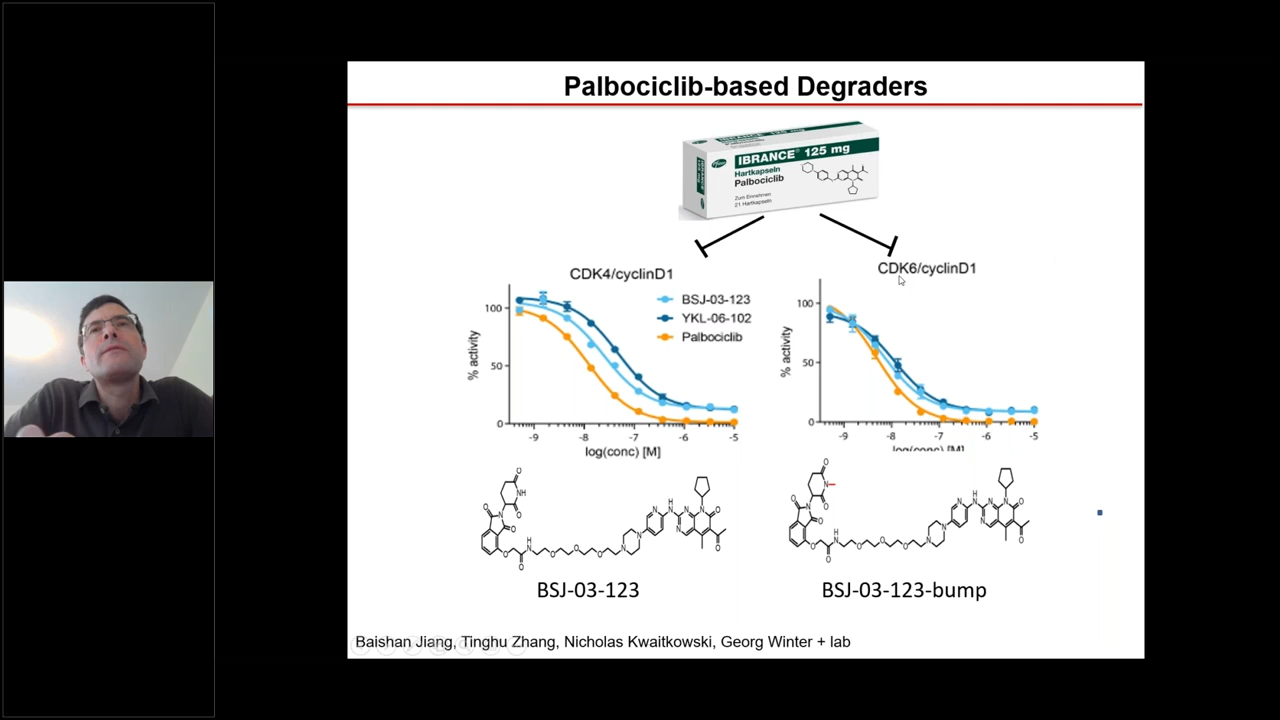 Palbociclib-based Degraders
IBRANCE® 125 mg
Hartkapseln
Palbociclib
Zum Einnehmen
21 Hartkapseln
Pfizer
CDK4/cyclinD1
CDK6/cyclinD1
BSJ-03-123
YKL-06-102
Palbociclib
% activity
100
50
0
-9 -8 -7 -6 -5
log(conc) [M]
% activity
100
50
0
-9 -8 -7 -6 -5
log(conc) [M]
BSJ-03-123
BSJ-03-123-bump
Baishan Jiang, Tinghu Zhang, Nicholas Kwaitkowski, Georg Winter + lab